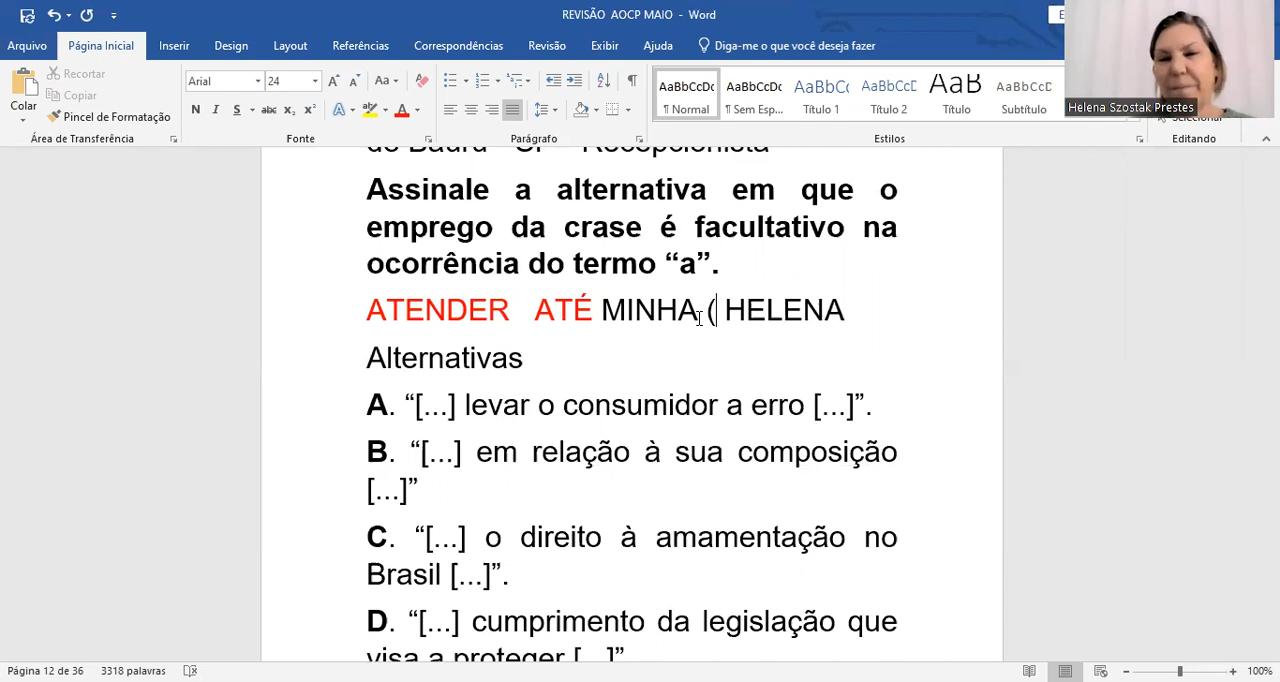 REVISÃO AOCP MAIO - Word
Arquivo Página Inicial Inserir Design Layout Referências Correspondências Revisão Exibir Ajuda Diga-me o que você deseja fazer
Colar
Recortar
Copiar
Pincel de Formatação
Arial 24
AaBbCcDc AaBbCcDc AaBbCc AaBbCcC AaB AaBbCcC
¶ Normal ¶ Sem Esp... Título 1 Título 2 Título Subtítulo
Helena Szostak Prestes
Área de Transferência Fonte Parágrafo Estilos Editando
Assinale a alternativa em que o
emprego da crase é facultativo na
ocorrência do termo “a”.
ATENDER ATÉ MINHA ( HELENA
Alternativas
A. “[...] levar o consumidor a erro [...]”.
B. “[...] em relação à sua composição
[...]”
C. “[...] o direito à amamentação no
Brasil [...]”.
D. “[...] cumprimento da legislação que
visa a proteger [...]”
Página 12 de 36 3318 palavras 100%